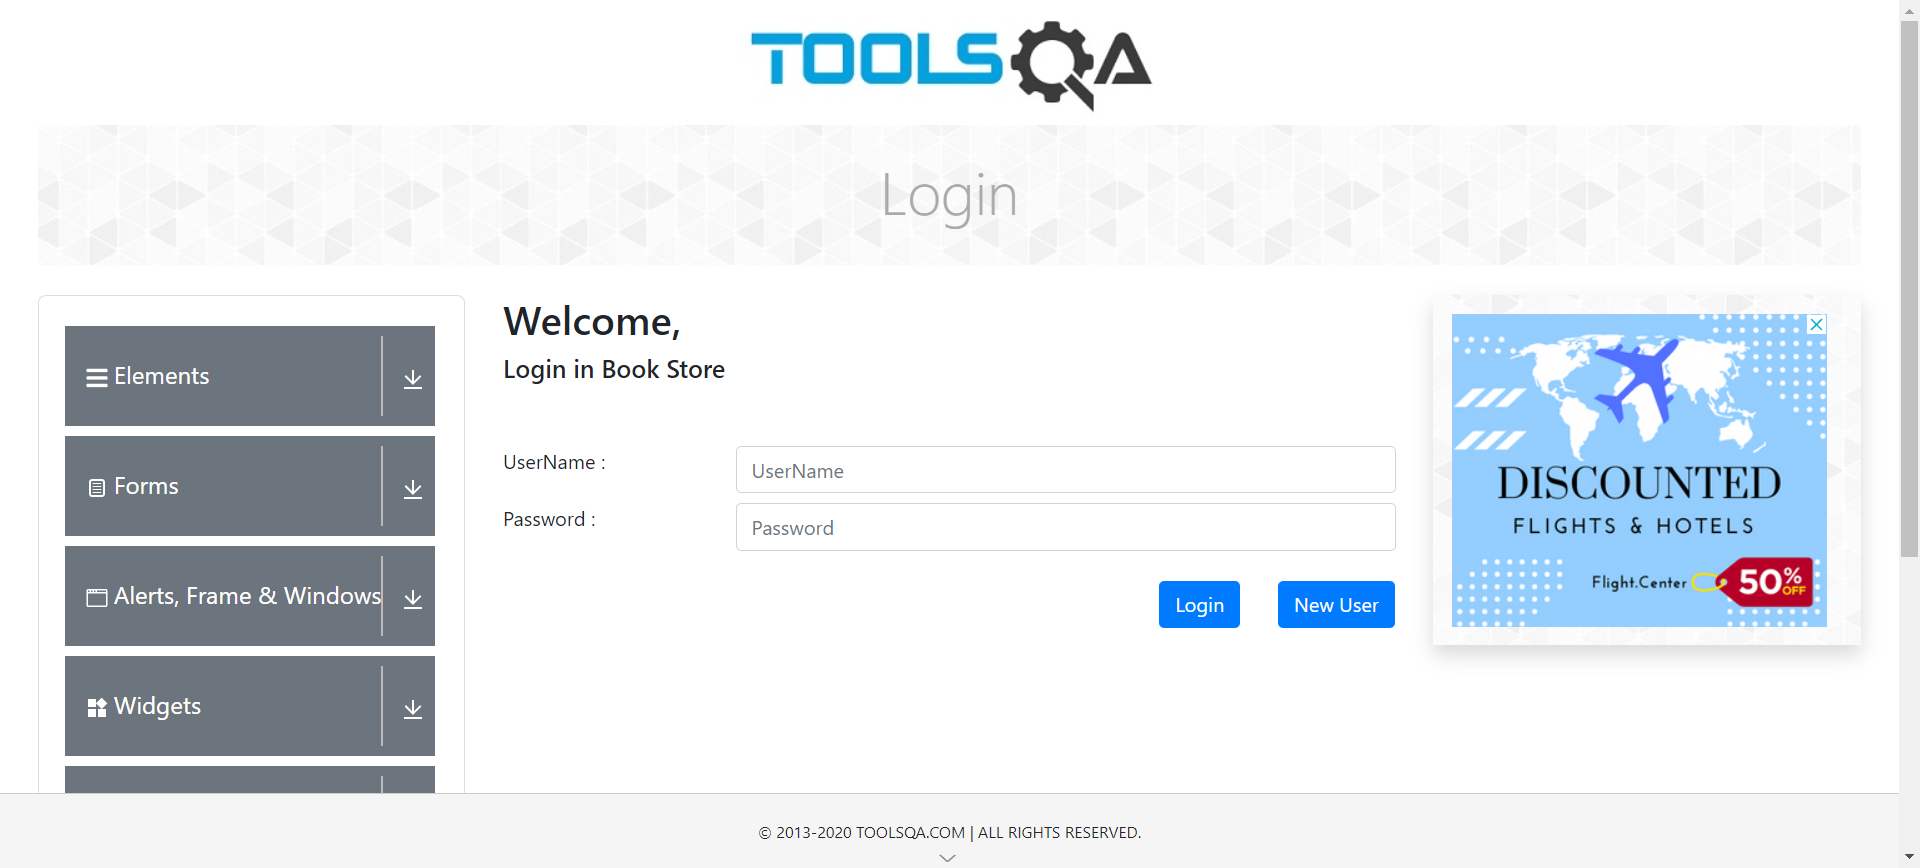 TOOLSQA
Login
Elements
Forms
Alerts, Frame & Windows
Widgets
Welcome,
Login in Book Store
UserName :
UserName
Password :
Password
Login
New User
DISCOUNTED
FLIGHTS & HOTELS
Flight.Center
50% OFF
© 2013-2020 TOOLSQA.COM | ALL RIGHTS RESERVED.